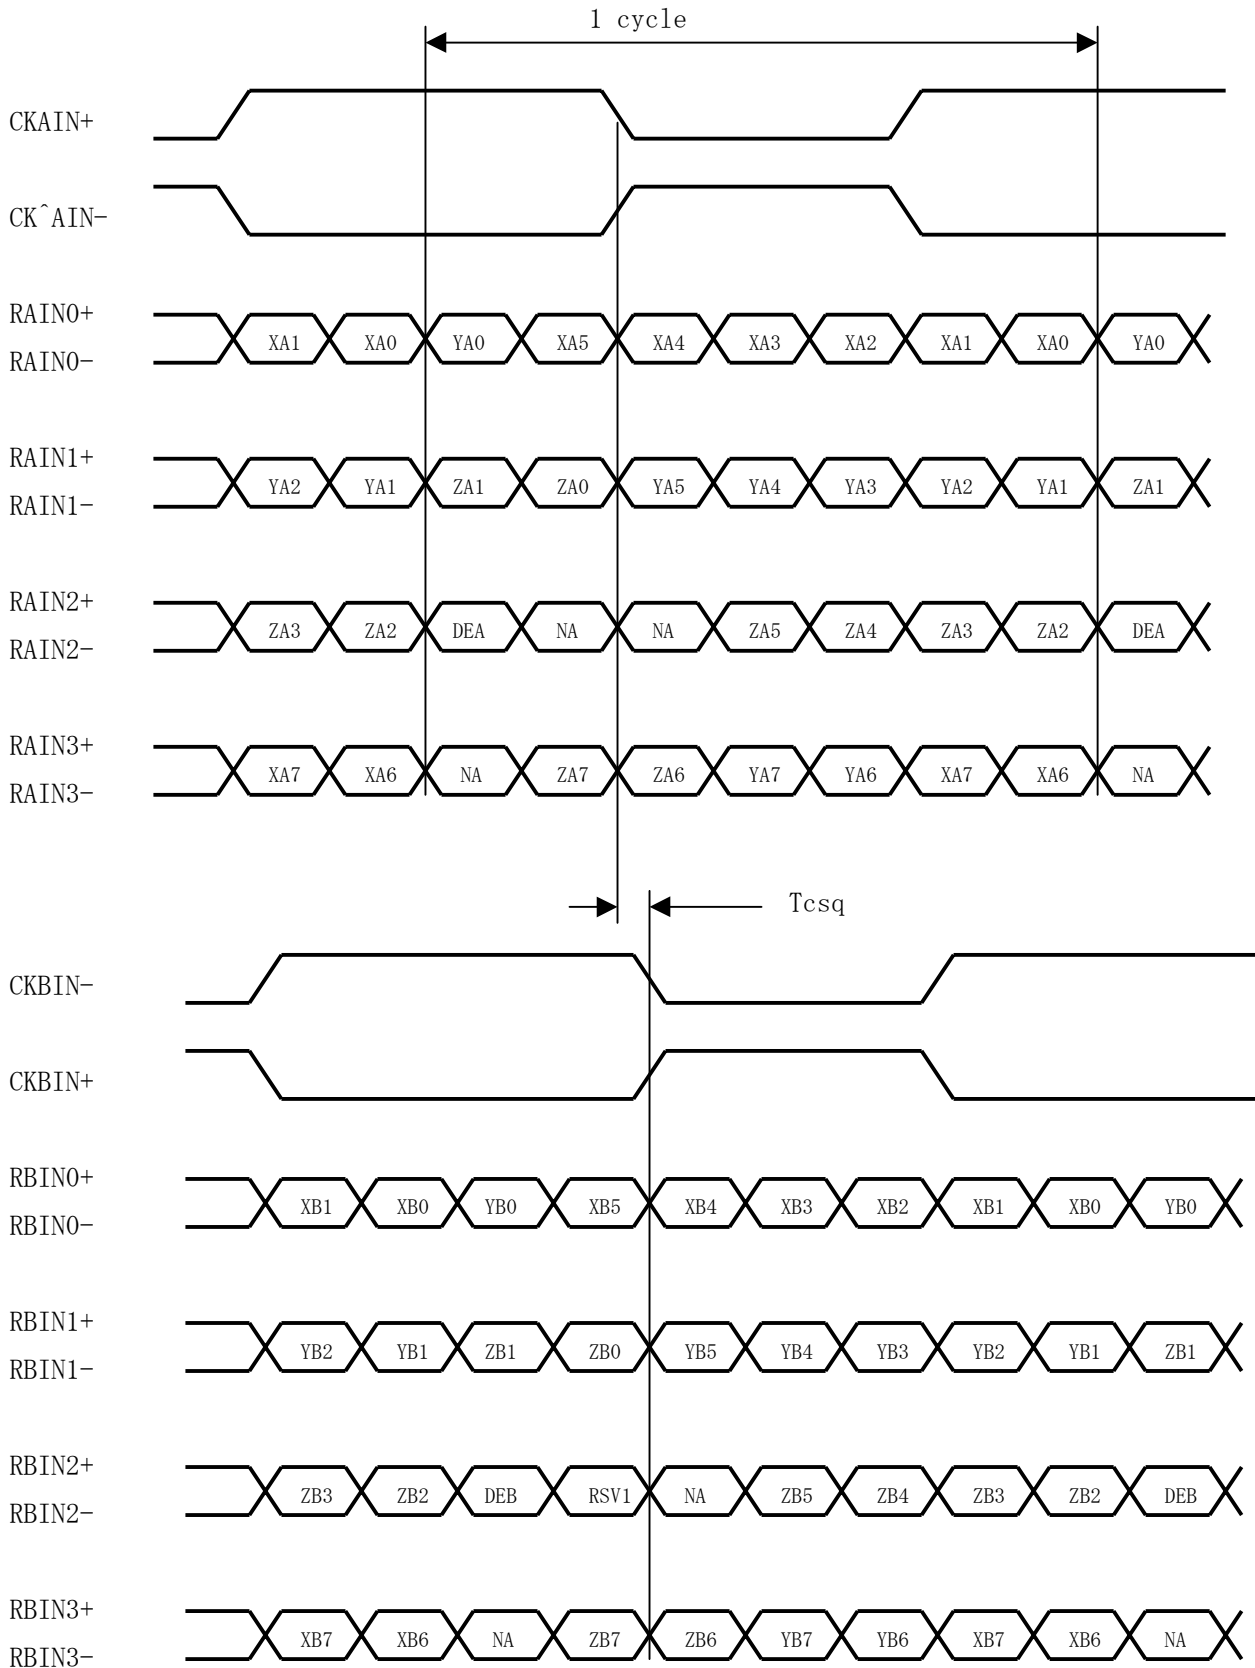 1 cycle
CKAIN+
CK^AIN-
RAIN0+
XA1 XA0 YA0 XA5 XA4 XA3 XA2 XA1 XA0 YA0
RAIN0-
RAIN1+
YA2 YA1 ZA1 ZA0 YA5 YA4 YA3 YA2 YA1 ZA1
RAIN1-
RAIN2+
ZA3 ZA2 DEA NA NA ZA5 ZA4 ZA3 ZA2 DEA
RAIN2-
RAIN3+
XA7 XA6 NA ZA7 ZA6 YA7 YA6 XA7 XA6 NA
RAIN3-
Tcsq
CKBIN-
CKBIN+
RBIN0+
XB1 XB0 YB0 XB5 XB4 XB3 XB2 XB1 XB0 YB0
RBIN0-
RBIN1+
YB2 YB1 ZB1 ZB0 YB5 YB4 YB3 YB2 YB1 ZB1
RBIN1-
RBIN2+
ZB3 ZB2 DEB RSV1 NA ZB5 ZB4 ZB3 ZB2 DEB
RBIN2-
RBIN3+
XB7 XB6 NA ZB7 ZB6 YB7 YB6 XB7 XB6 NA
RBIN3-